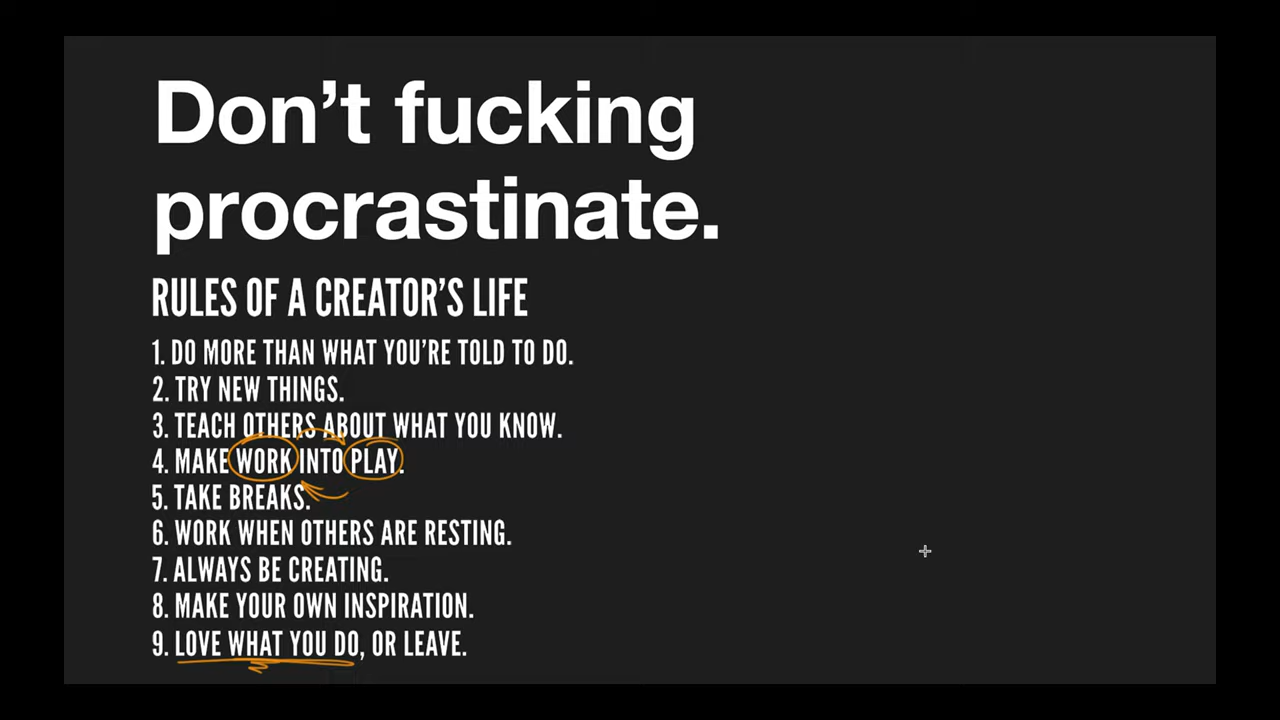 Don’t fucking
procrastinate.
RULES OF A CREATOR’S LIFE
1. DO MORE THAN WHAT YOU’RE TOLD TO DO.
2. TRY NEW THINGS.
3. TEACH OTHERS ABOUT WHAT YOU KNOW.
4. MAKE WORK INTO PLAY.
5. TAKE BREAKS.
6. WORK WHEN OTHERS ARE RESTING.
7. ALWAYS BE CREATING.
8. MAKE YOUR OWN INSPIRATION.
9. LOVE WHAT YOU DO, OR LEAVE.